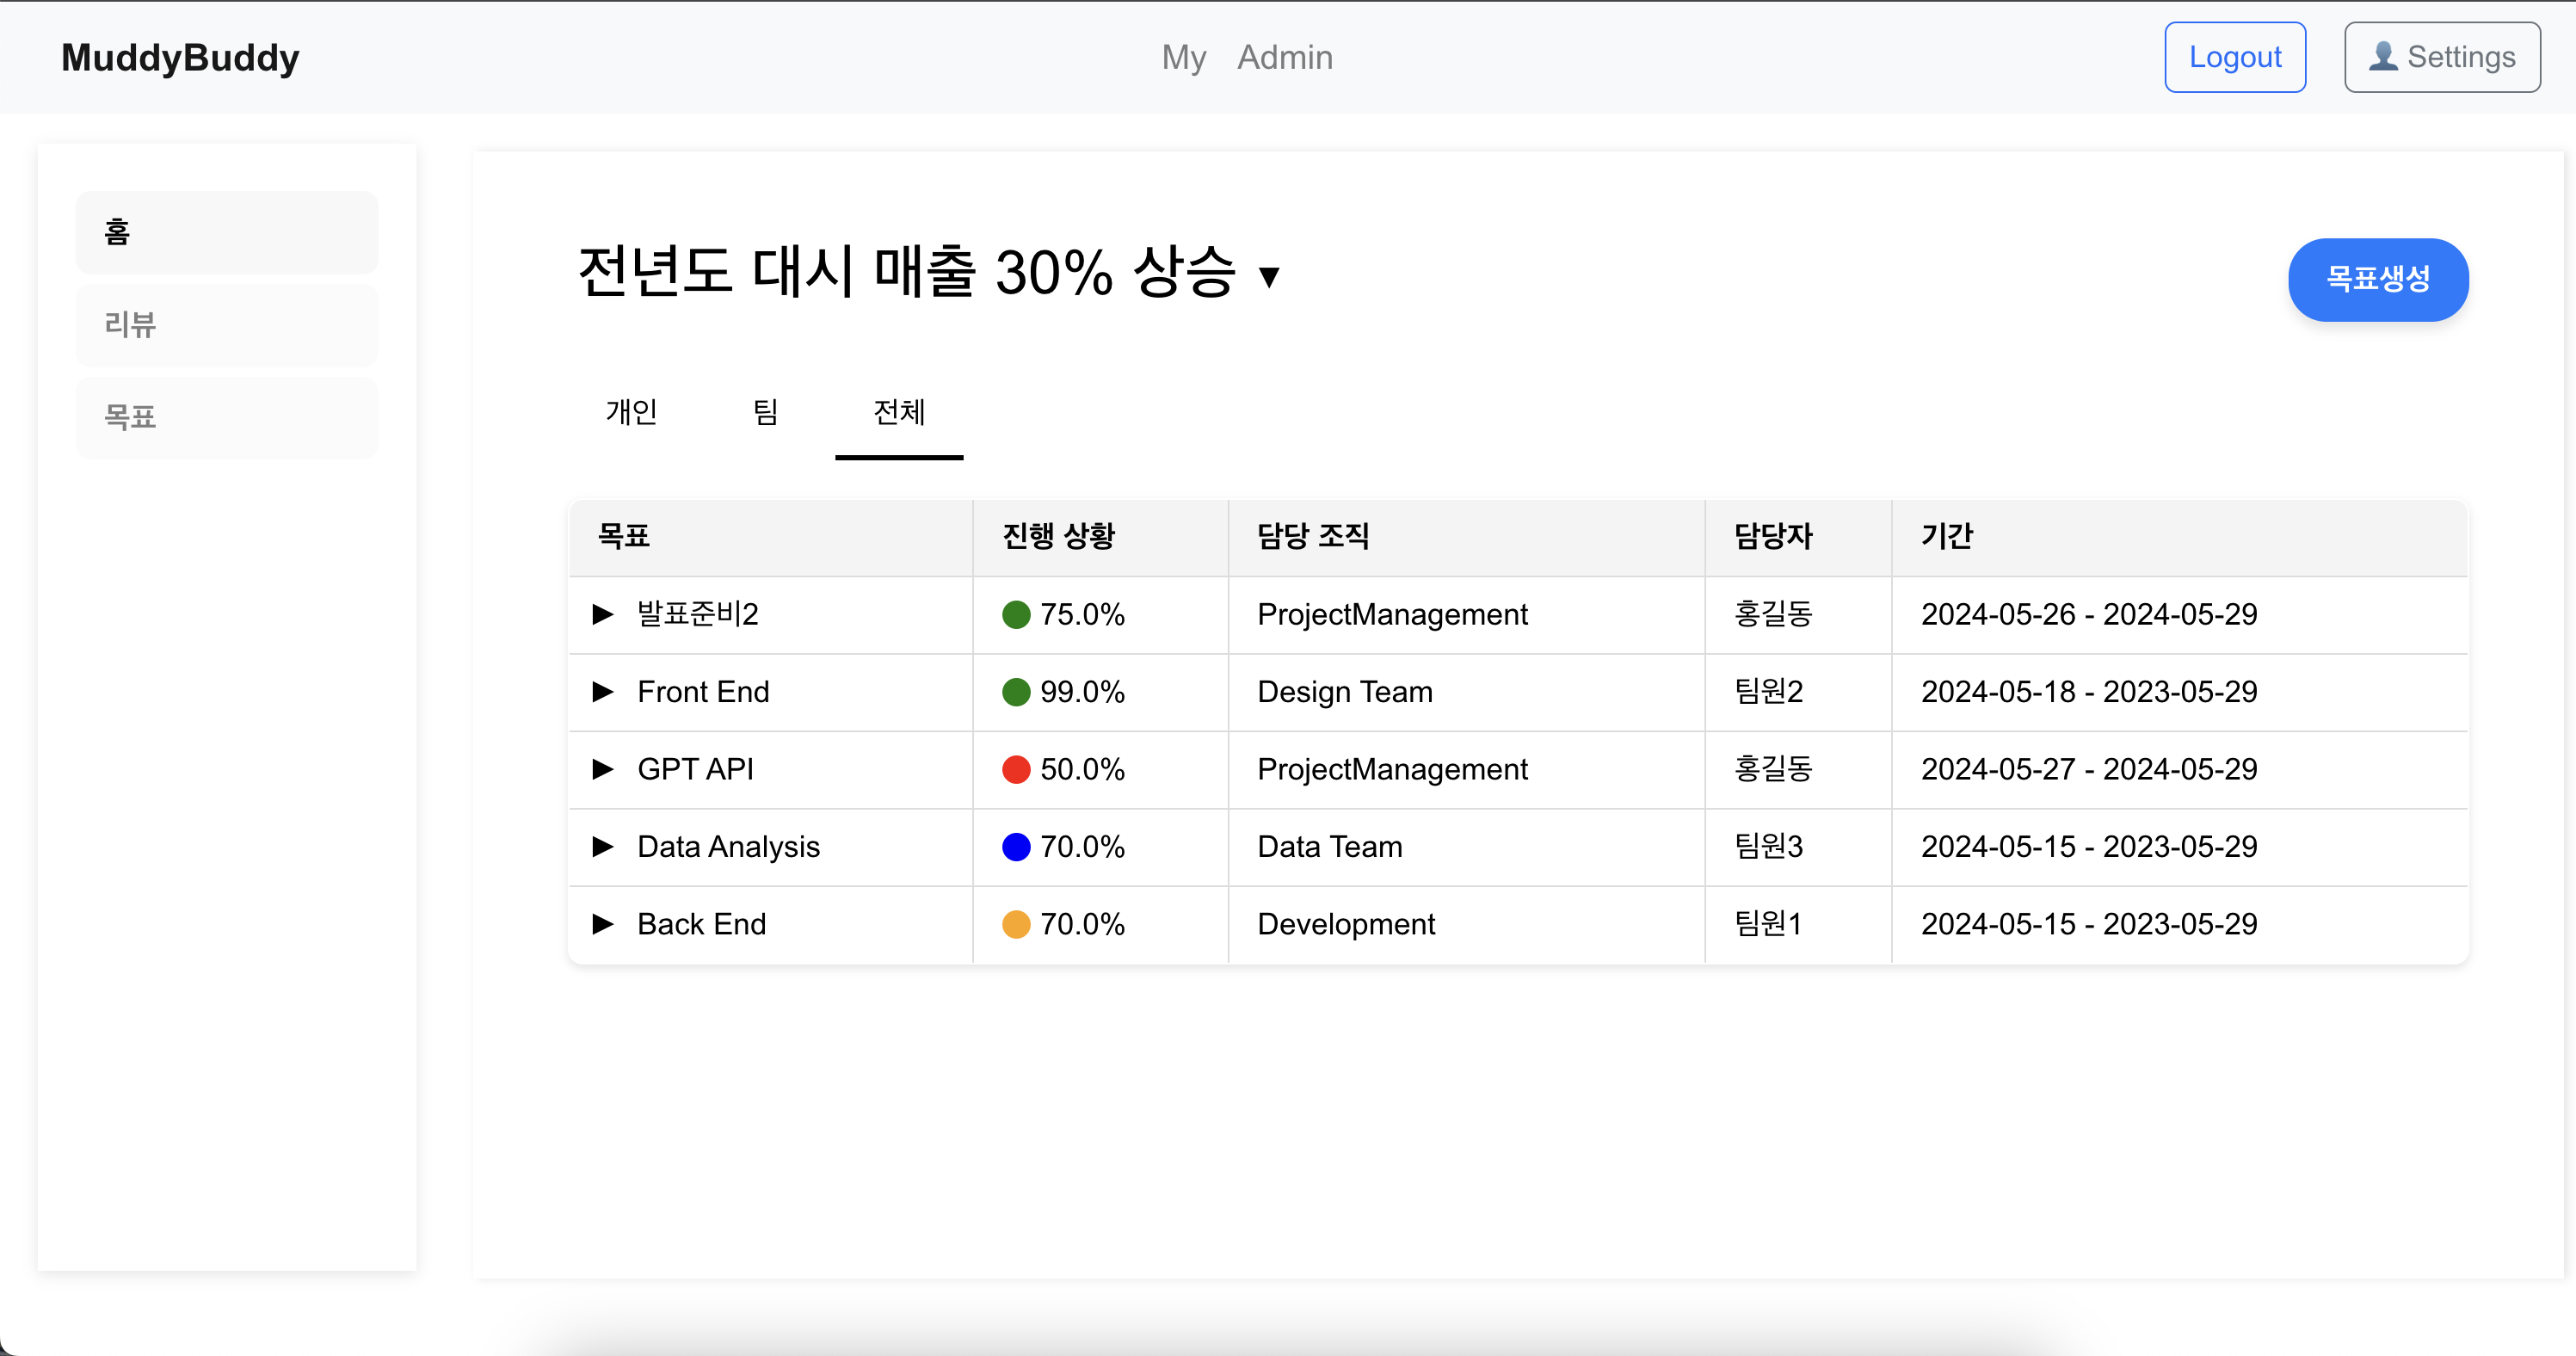 MuddyBuddy My Admin Logout Settings
홈
리뷰
목표
전년도 대시 매출 30% 상승 ▼
목표생성
개인 팀 전체
목표 진행 상황 담당 조직 담당자 기간
▶ 발표준비2 75.0% ProjectManagement 홍길동 2024-05-26 - 2024-05-29
▶ Front End 99.0% Design Team 팀원2 2024-05-18 - 2023-05-29
▶ GPT API 50.0% ProjectManagement 홍길동 2024-05-27 - 2024-05-29
▶ Data Analysis 70.0% Data Team 팀원3 2024-05-15 - 2023-05-29
▶ Back End 70.0% Development 팀원1 2024-05-15 - 2023-05-29